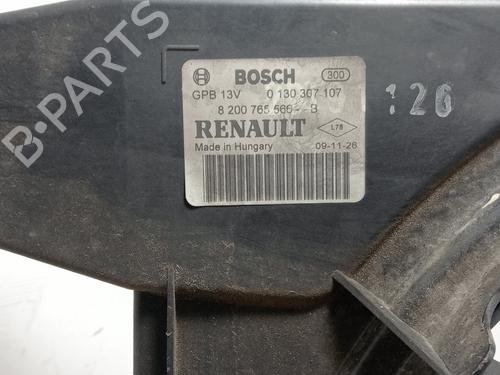 BOSCH 300
GPB 13V 0 130 307 107
8 200 765 566 -- B
RENAULT L78
Made in Hungary 09-11-26
126
B-PARTS
B-PARTS